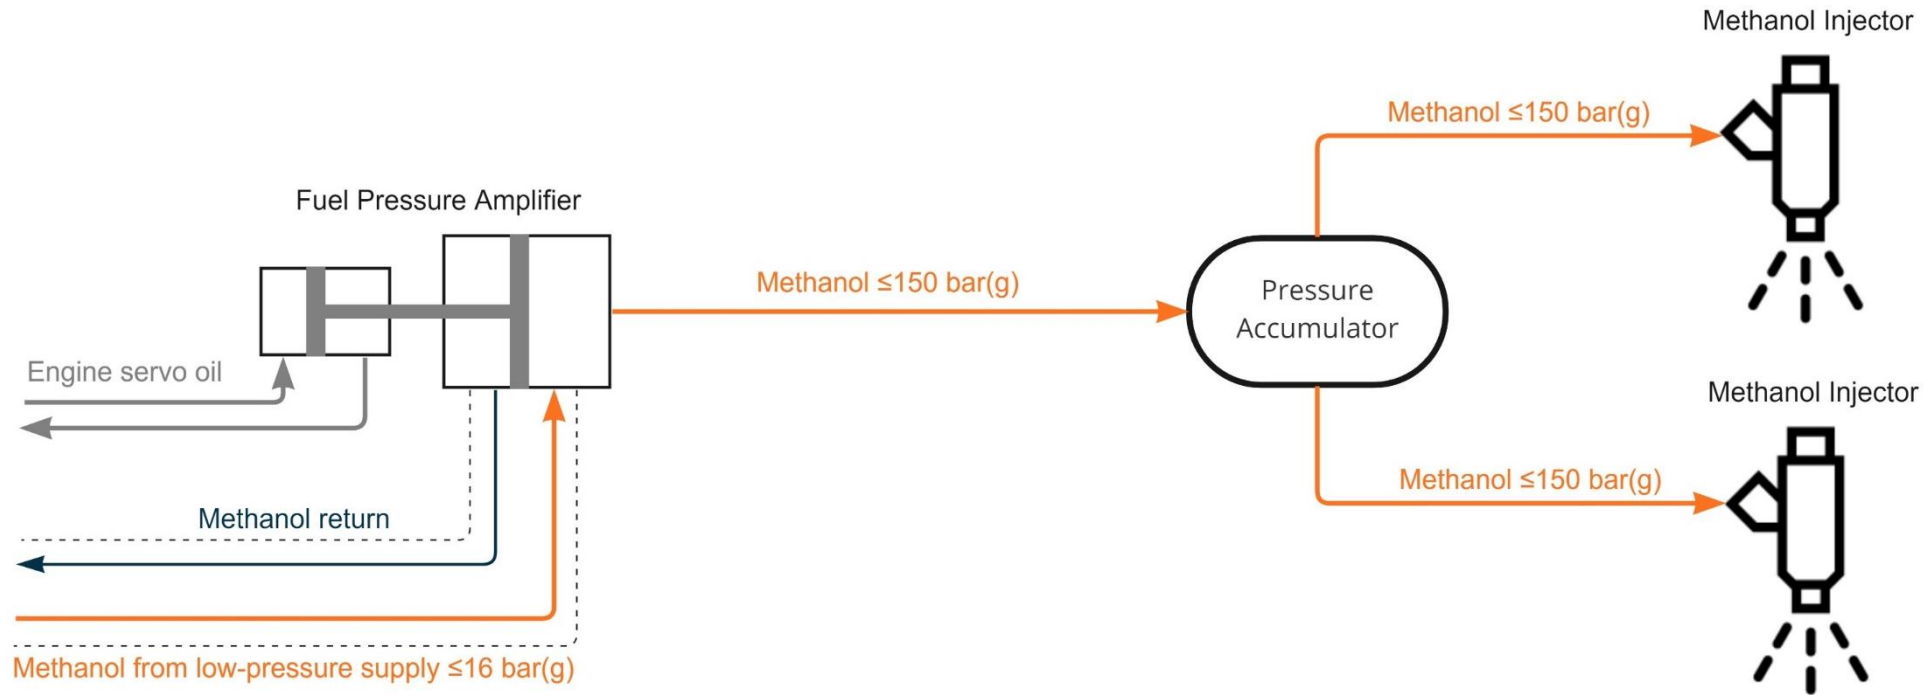 Methanol Injector
Methanol ≤150 bar(g)
Fuel Pressure Amplifier
Methanol ≤150 bar(g)
Pressure
Accumulator
Engine servo oil
Methanol Injector
Methanol ≤150 bar(g)
Methanol return
Methanol from low-pressure supply ≤16 bar(g)